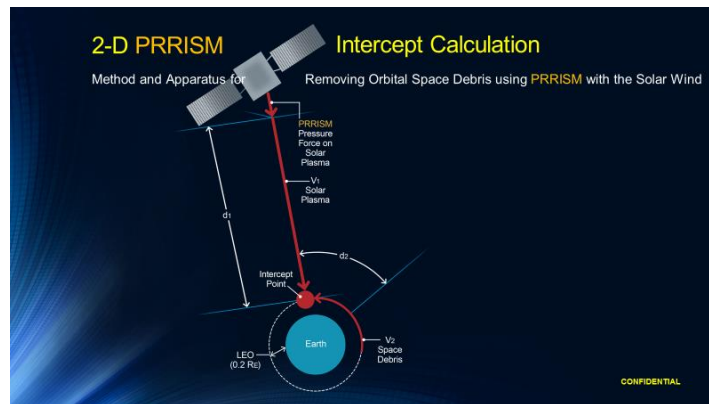 2-D PRRISM Intercept Calculation
Method and Apparatus for Removing Orbital Space Debris using PRRISM with the Solar Wind
PRRISM
Pressure
Force on
Solar
Plasma
V1
Solar
Plasma
d1
d2
Intercept
Point
Earth
LEO
(0.2 RE)
V2
Space
Debris
CONFIDENTIAL